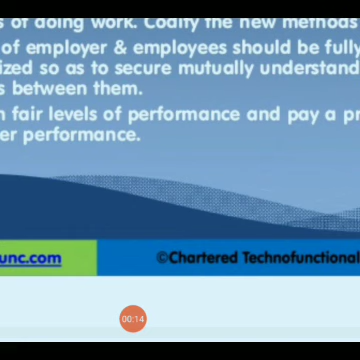 s of doing work. Codify the new methods
of employer & employees should be fully
ized so as to secure mutually understand
s between them.
n fair levels of performance and pay a pr
er performance.
unc.com
©Chartered Technofunctional
00:14